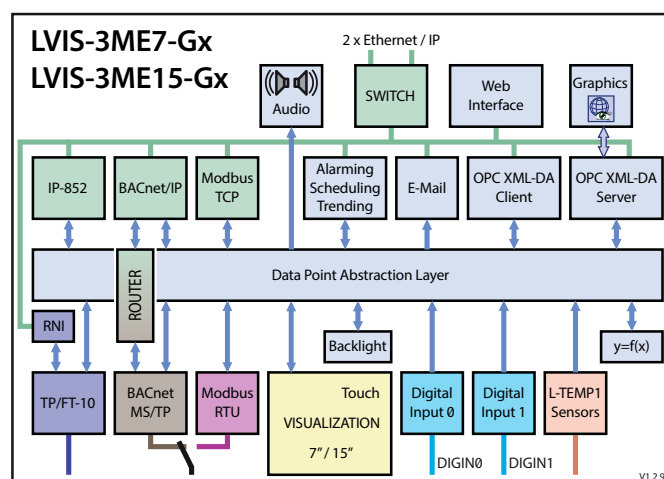 LVIS-3ME7-Gx
LVIS-3ME15-Gx
2 x Ethernet / IP
Audio
SWITCH
Web
Interface
Graphics
IP-852
BACnet/IP
Modbus
TCP
Alarming
Scheduling
Trending
E-Mail
OPC XML-DA
Client
OPC XML-DA
Server
Data Point Abstraction Layer
ROUTER
RNI
Backlight
y=f(x)
TP/FT-10
BACnet
MS/TP
Modbus
RTU
Touch
VISUALIZATION
7” / 15”
Digital
Input 0
Digital
Input 1
L-TEMP1
Sensors
DIGIN0
DIGIN1
V1.2.9